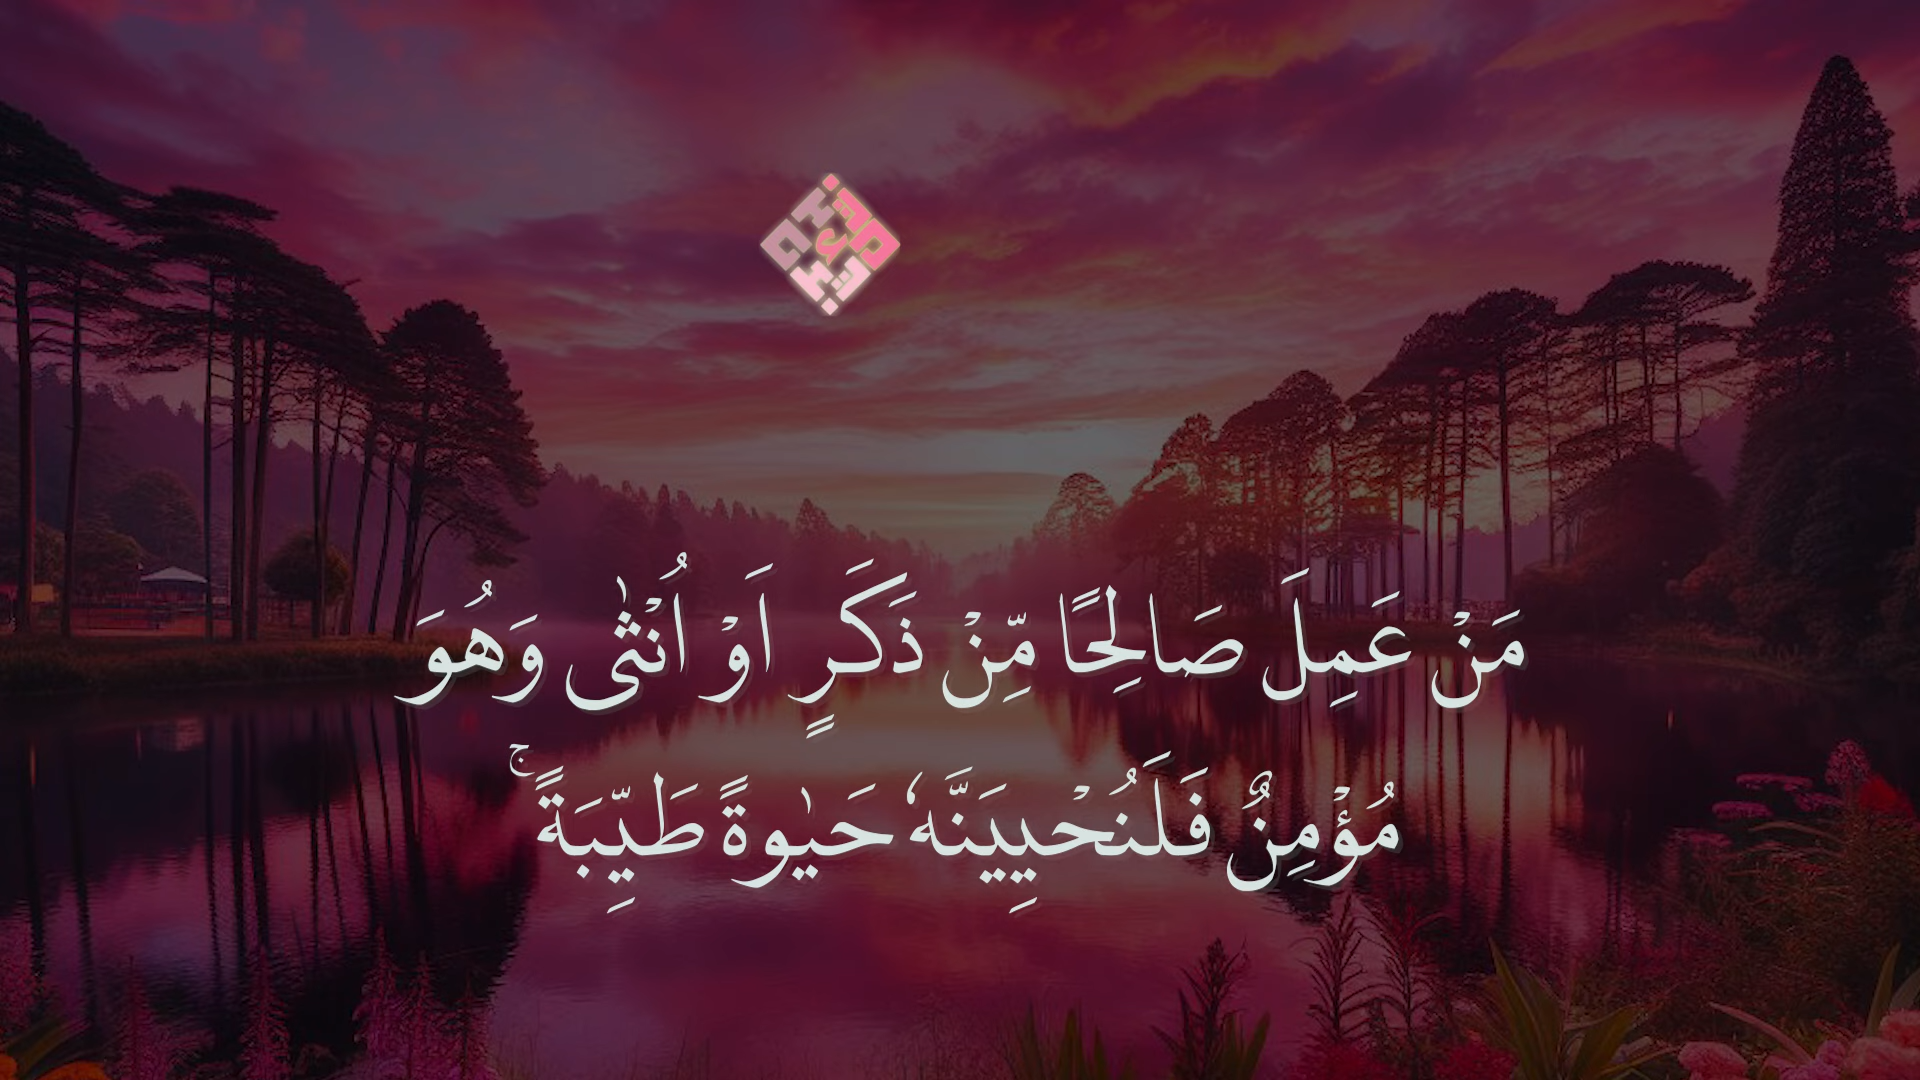 مَنْ عَمِلَ صَالِحًا مِّنْ ذَكَرٍ اَوْ اُنْثٰى وَهُوَ
مُؤْمِنٌ فَلَنُحْيِيَنَّهٗ حَيٰوةً طَيِّبَةً ۚ